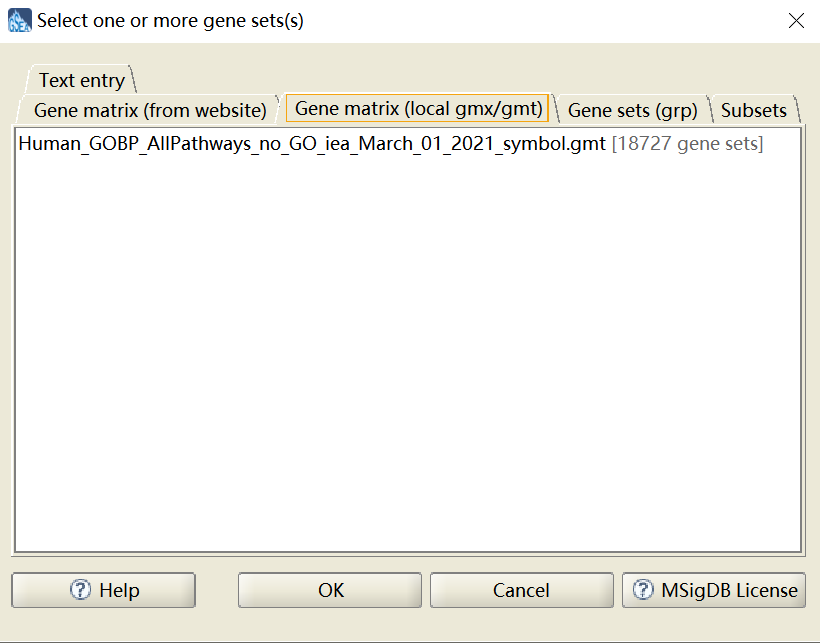 Select one or more gene sets(s)
Text entry
Gene matrix (from website) Gene matrix (local gmx/gmt) Gene sets (grp) Subsets
Human_GOBP_AllPathways_no_GO_iea_March_01_2021_symbol.gmt [18727 gene sets]
Help OK Cancel MSigDB License